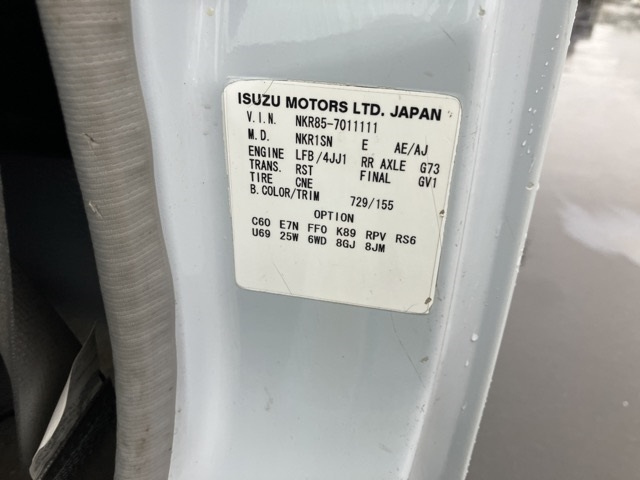 ISUZU MOTORS LTD. JAPAN
V.I.N. NKR85-7011111
M.D. NKR1SN E AE/AJ
ENGINE LFB/4JJ1 RR AXLE G73
TRANS. RST FINAL GV1
TIRE CNE
B.COLOR/TRIM 729/155
OPTION
C60 E7N FF0 K89 RPV RS6
U69 25W 6WD 8GJ 8JM